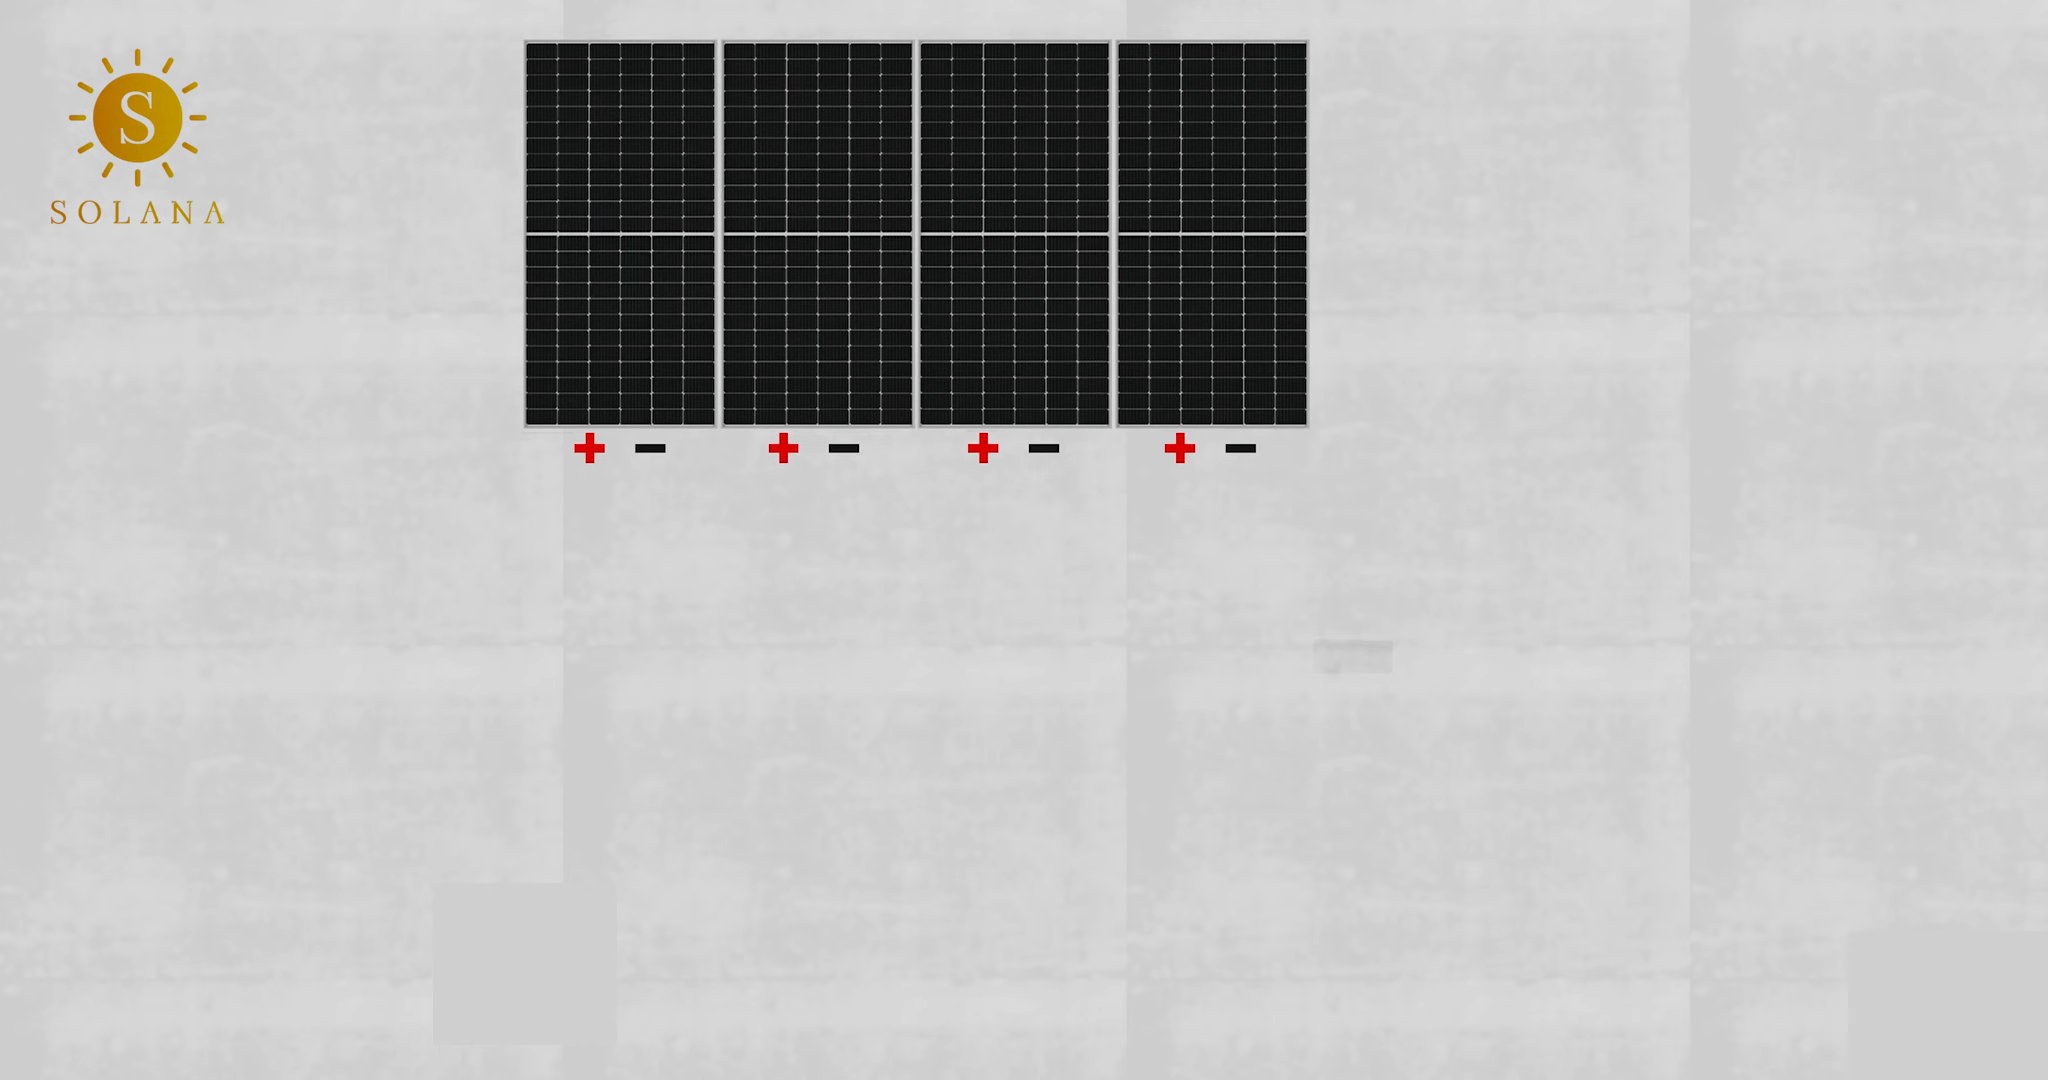 S
SOLANA
+ - + - + - + -